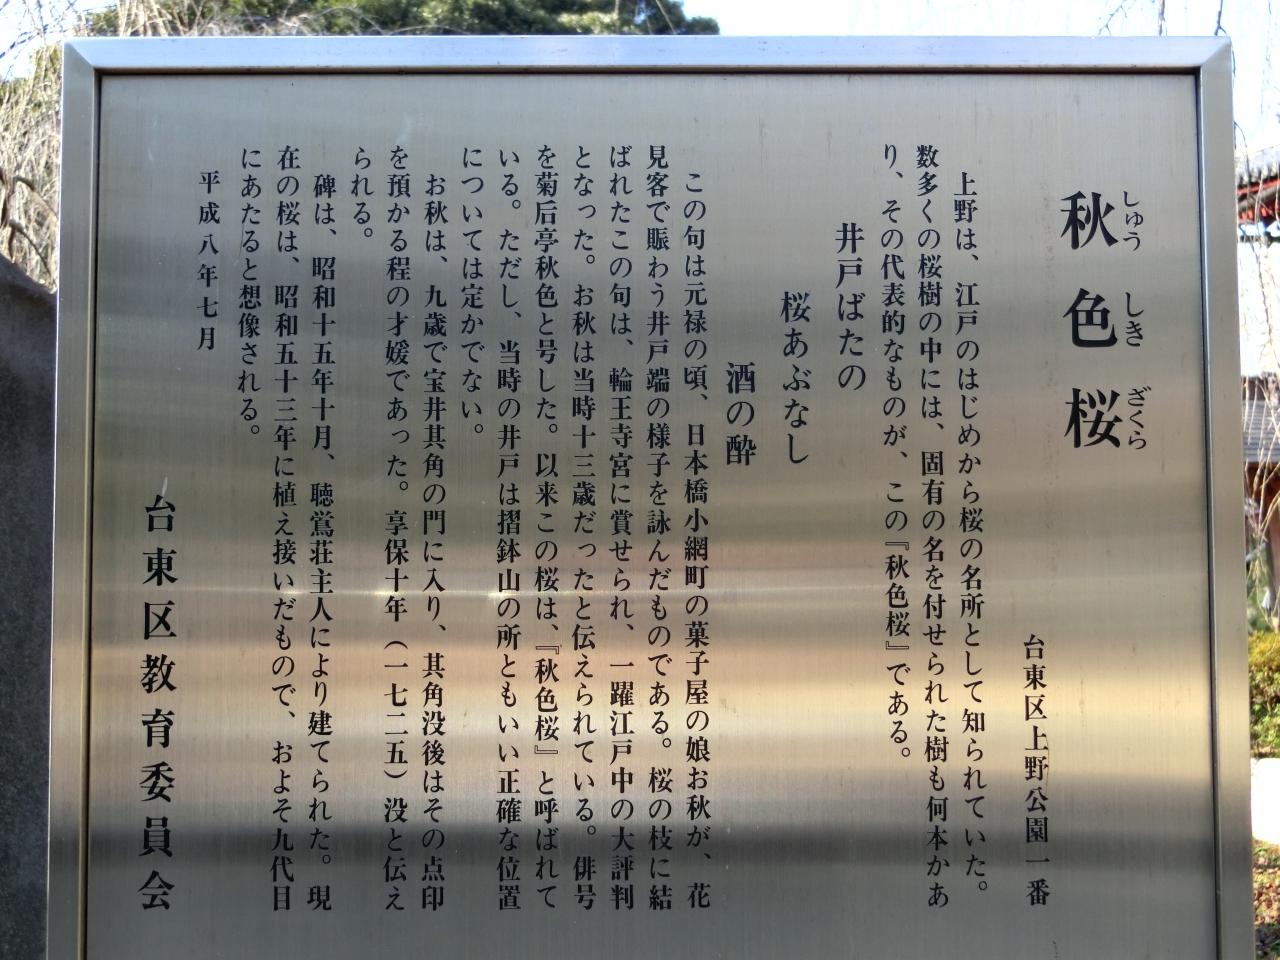 秋色桜
しゅう しき ざくら
台東区上野公園一番
上野は、江戸のはじめから桜の名所として知られていた。
数多くの桜樹の中には、固有の名を付せられた樹も何本かあ
り、その代表的なものが、この『秋色桜』である。
井戸ばたの
桜あぶなし
酒の酔
この句は元禄の頃、日本橋小網町の菓子屋の娘お秋が、花
見客で賑わう井戸端の様子を詠んだものである。桜の枝に結
ばれたこの句は、輪王寺宮に賞せられ、一躍江戸中の大評判
となった。お秋は当時十三歳だったと伝えられている。俳号
を菊后亭秋色と号した。以来この桜は、『秋色桜』と呼ばれて
いる。ただし、当時の井戸は摺鉢山の所ともいい正確な位置
については定かでない。
お秋は、九歳で宝井其角の門に入り、其角没後はその点印
を預かる程の才媛であった。享保十年（一七二五）没と伝え
られる。
碑は、昭和十五年十月、聴鴬荘主人により建てられた。現
在の桜は、昭和五十三年に植え接いだもので、およそ九代目
にあたると想像される。
平成八年七月
台東区教育委員会